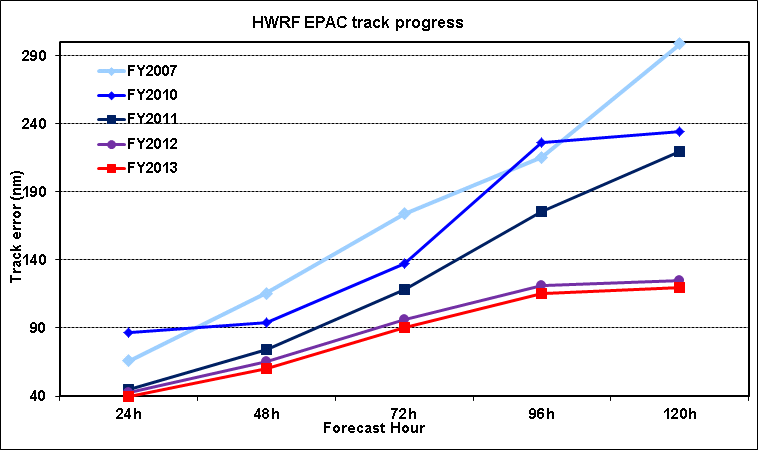 HWRF EPAC track progress
290
240
190
140
90
40
Track error (nm)
FY2007
FY2010
FY2011
FY2012
FY2013
24h 48h 72h 96h 120h
Forecast Hour